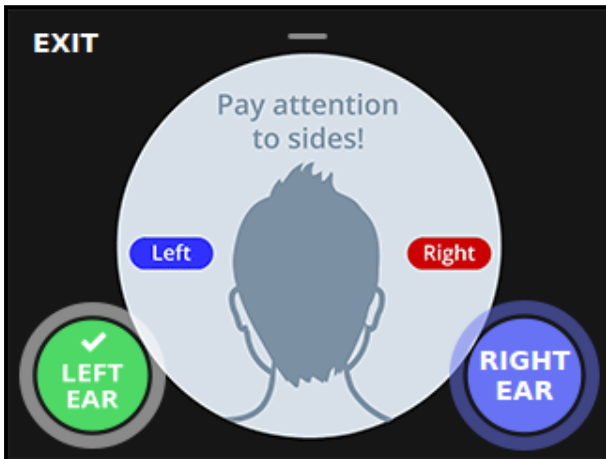 EXIT
Pay attention
to sides!
Left
Right
LEFT
EAR
RIGHT
EAR